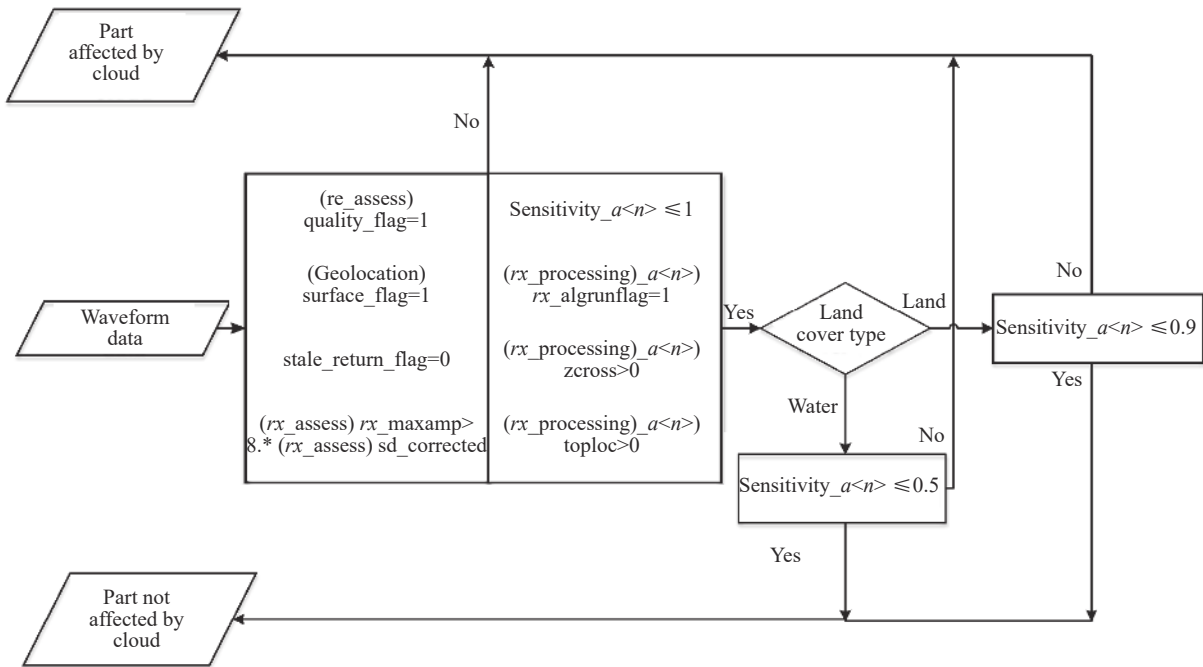 Part
affected by
cloud
No
(re_assess)
quality_flag=1
Sensitivity_a<n> ≤1
(Geolocation)
surface_flag=1
(rx_processing)_a<n>)
rx_algrunflag=1
No
Waveform
data
Yes
Land
cover type
Land
Sensitivity_a<n> ≤0.9
stale_return_flag=0
(rx_processing)_a<n>)
zcross>0
Yes
Water
(rx_assess) rx_maxamp>
8.* (rx_assess) sd_corrected
(rx_processing)_a<n>)
toploc>0
No
Sensitivity_a<n> ≤0.5
Yes
Part not
affected by
cloud